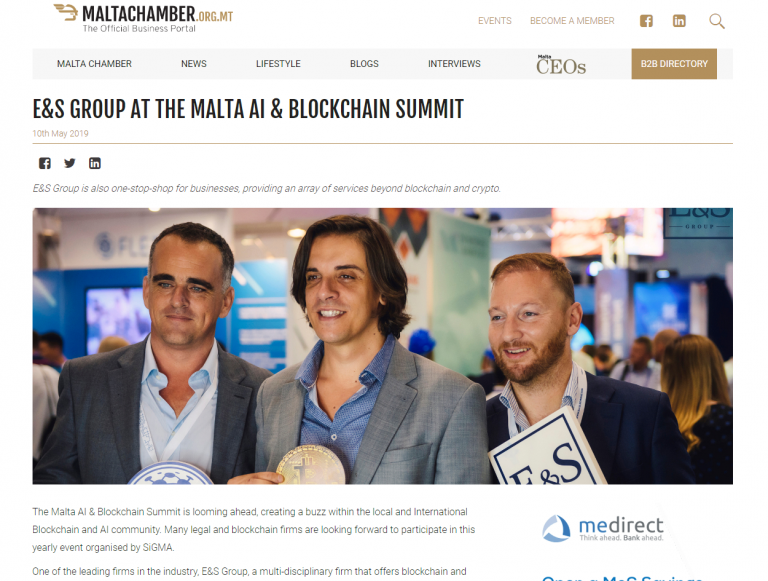 MALTACHAMBER.ORG.MT
The Official Business Portal
EVENTS BECOME A MEMBER
MALTA CHAMBER NEWS LIFESTYLE BLOGS INTERVIEWS Malta CEOs B2B DIRECTORY
E&S GROUP AT THE MALTA AI & BLOCKCHAIN SUMMIT
10th May 2019
E&S Group is also one-stop-shop for businesses, providing an array of services beyond blockchain and crypto.
E&S
GROUP
E&S
The Malta AI & Blockchain Summit is looming ahead, creating a buzz within the local and International
Blockchain and AI community. Many legal and blockchain firms are looking forward to participate in this
yearly event organised by SiGMA.
One of the leading firms in the industry, E&S Group, a multi-disciplinary firm that offers blockchain and
medirect
Think ahead. Bank ahead.